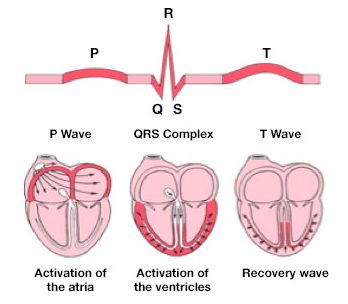 R
P
T
Q S
P Wave
QRS Complex
T Wave
Activation of
the atria
Activation of
the ventricles
Recovery wave